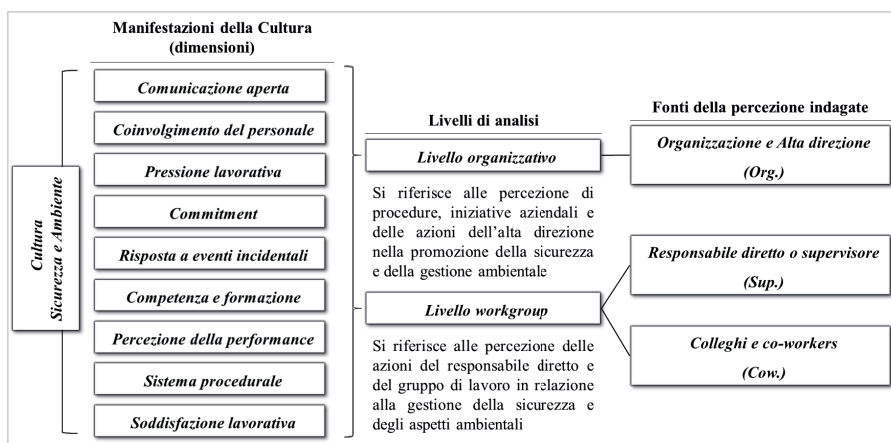 Manifestazioni della Cultura
(dimensioni)
Cultura
Sicurezza e Ambiente
Comunicazione aperta
Coinvolgimento del personale
Pressione lavorativa
Commitment
Risposta a eventi incidentali
Competenza e formazione
Percezione della performance
Sistema procedurale
Soddisfazione lavorativa
Livelli di analisi
Livello organizzativo
Si riferisce alle percezione di
procedure, iniziative aziendali e
delle azioni dell'alta direzione
nella promozione della sicurezza
e della gestione ambientale
Livello workgroup
Si riferisce alle percezione delle
azioni del responsabile diretto e
del gruppo di lavoro in relazione
alla gestione della sicurezza e
degli aspetti ambientali
Fonti della percezione indagate
Organizzazione e Alta direzione
(Org.)
Responsabile diretto o supervisore
(Sup.)
Colleghi e co-workers
(Cow.)